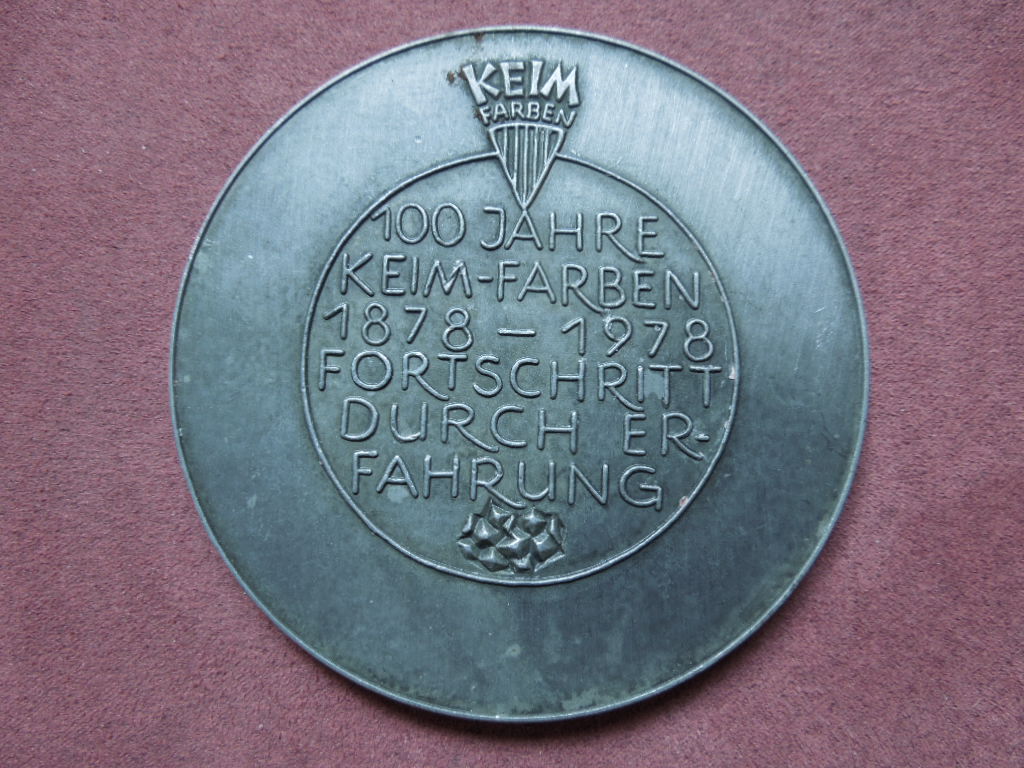 KEIM
FARBEN
100 JAHRE
KEIM-FARBEN
1878 – 1978
FORTSCHRITT
DURCH ER-
FAHRUNG